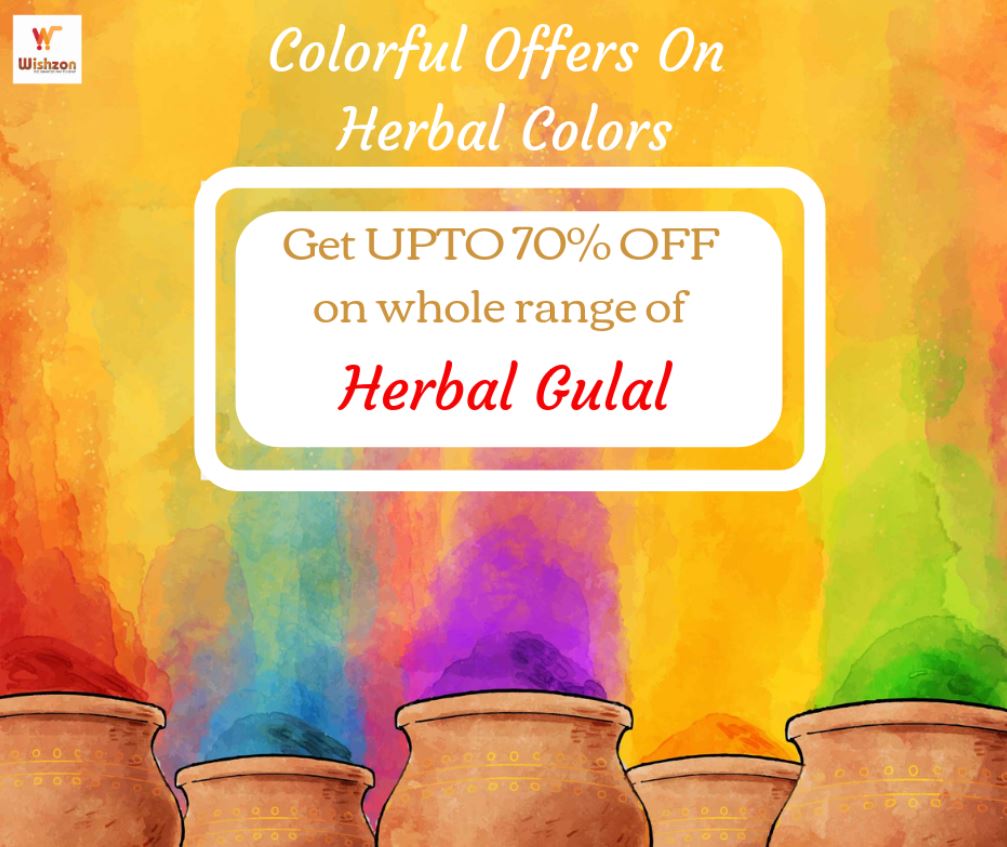 Wishzon
Colorful Offers On
Herbal Colors
Get UPTO 70% OFF
on whole range of
Herbal Gulal